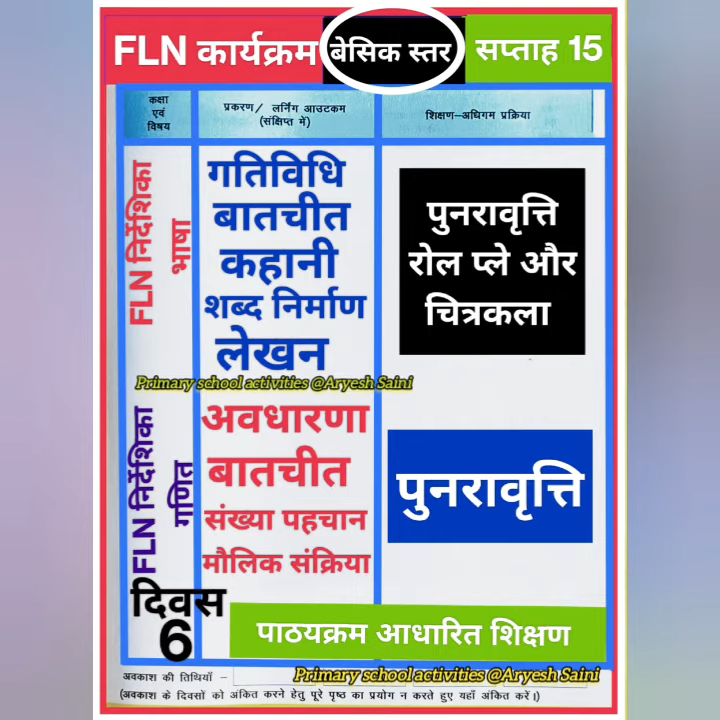 FLN कार्यक्रम बेसिक स्तर सप्ताह 15
कक्षा
एवं
विषय
प्रकरण/ लर्निंग आउटकम
(संक्षिप्त में)
शिक्षण–अधिगम प्रक्रिया
FLN निर्देशिका
भाषा
गतिविधि
बातचीत
कहानी
शब्द निर्माण
लेखन
पुनरावृत्ति
रोल प्ले और
चित्रकला
Primary school activities @Aryesh Saini
FLN निर्देशिका
गणित
अवधारणा
बातचीत
संख्या पहचान
मौलिक संक्रिया
पुनरावृत्ति
दिवस
6
पाठयक्रम आधारित शिक्षण
अवकाश की तिथियाँ –
Primary school activities @Aryesh Saini
(अवकाश के दिवसों को अंकित करने हेतु पूरे पृष्ठ का प्रयोग न करते हुए यहाँ अंकित करें।)